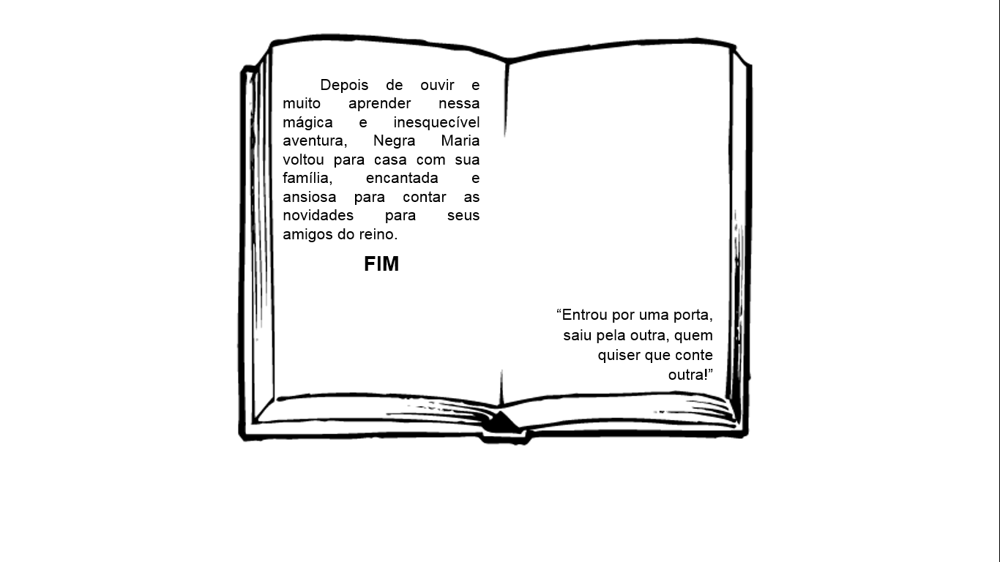 Depois de ouvir e
muito aprender nessa
mágica e inesquecível
aventura, Negra Maria
voltou para casa com sua
família, encantada e
ansiosa para contar as
novidades para seus
amigos do reino.
FIM
“Entrou por uma porta,
saiu pela outra, quem
quiser que conte
outra!”